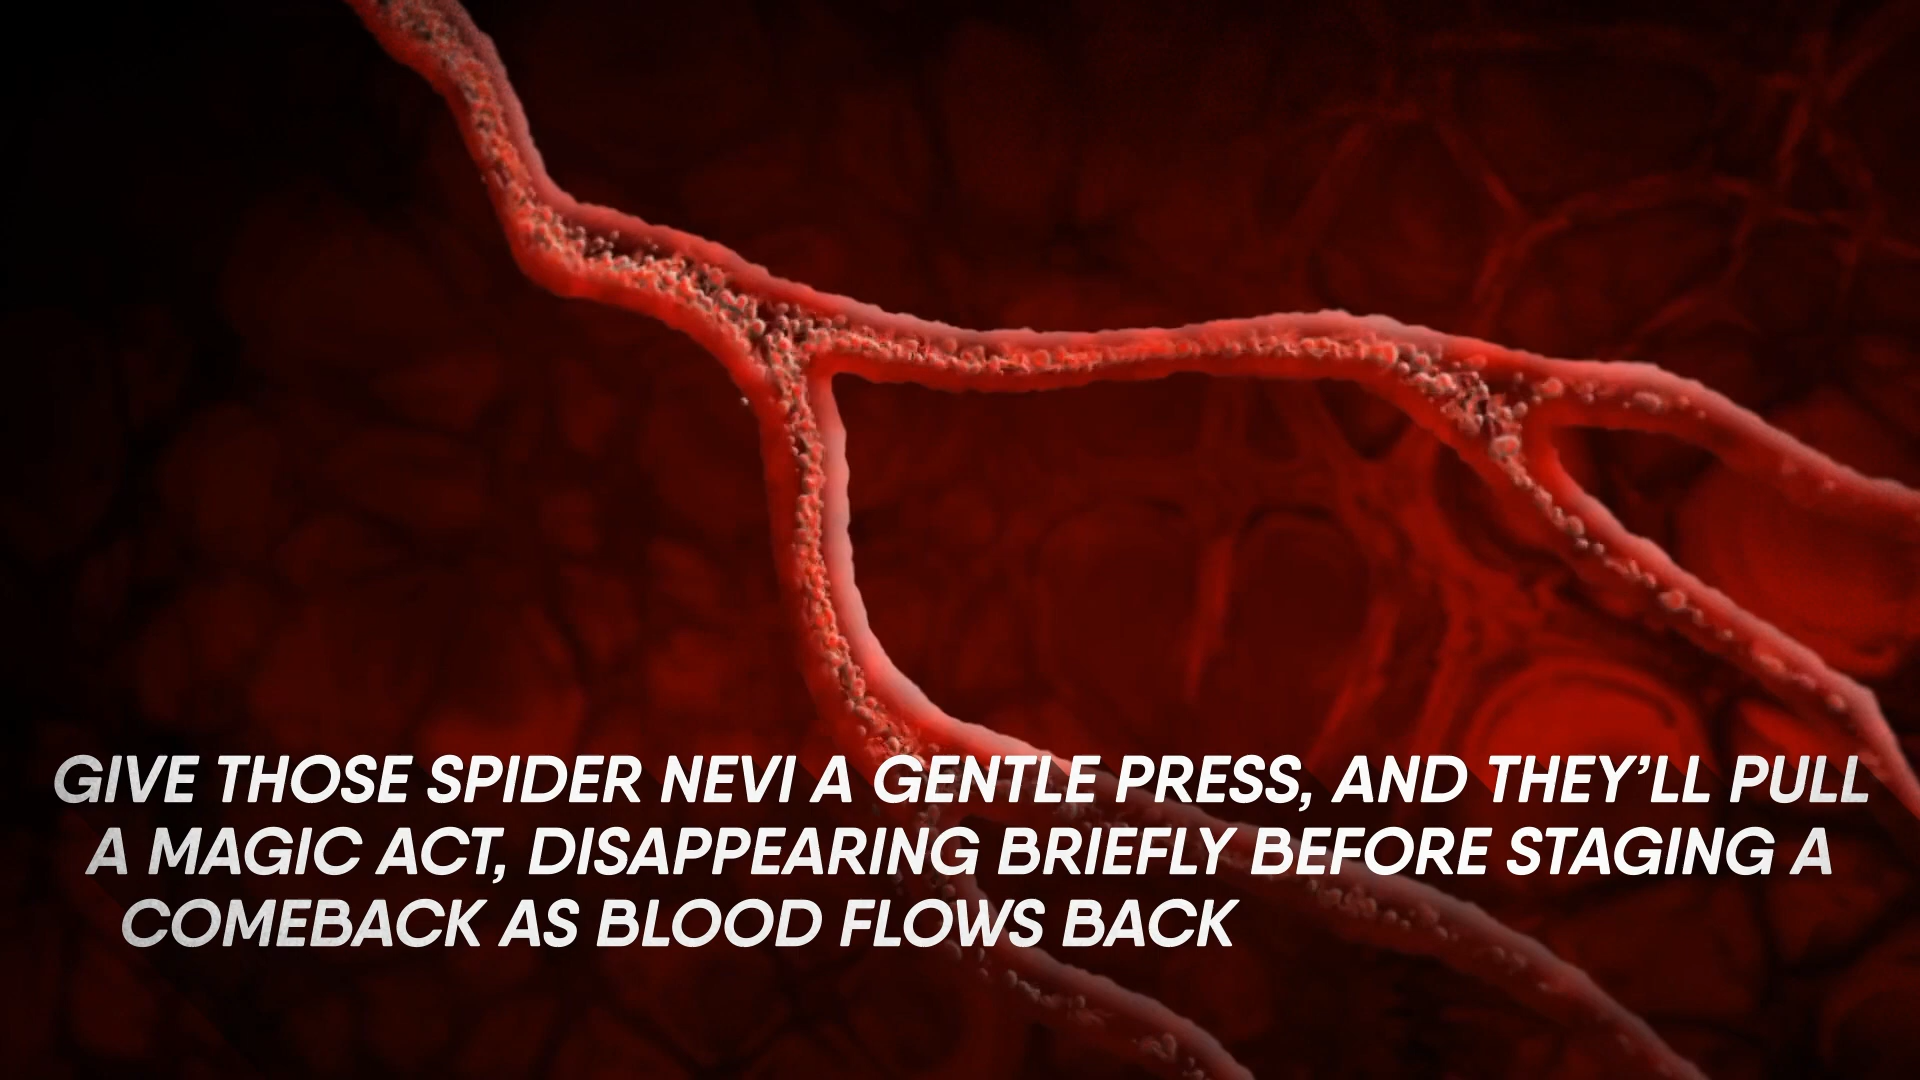 GIVE THOSE SPIDER NEVI A GENTLE PRESS, AND THEY’LL PULL
A MAGIC ACT, DISAPPEARING BRIEFLY BEFORE STAGING A
COMEBACK AS BLOOD FLOWS BACK